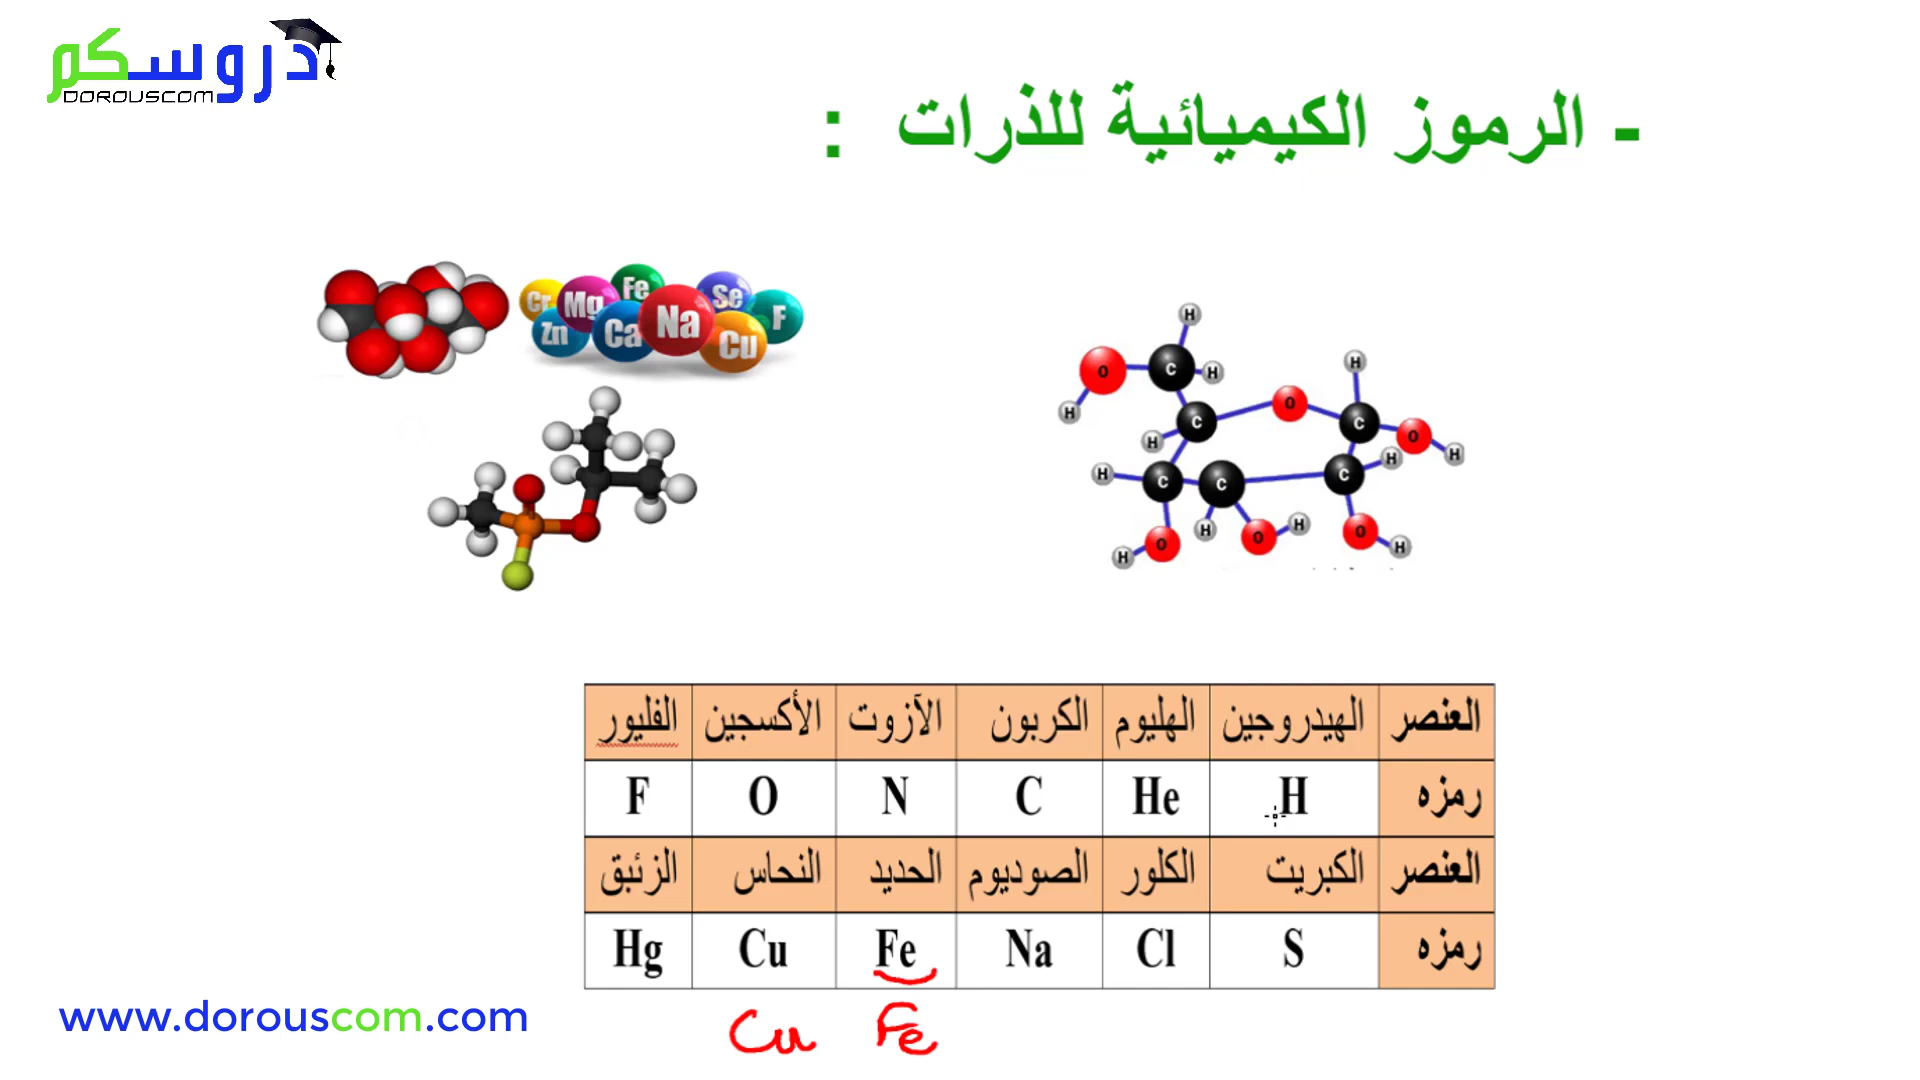 دروسكم
DOROUSCOM
- الرموز الكيميائية للذرات :
Cr Mg Fe Se F
Zn Ca Na Cu
H
O C H H
C O C O H
H H
H C C C
H H
H O O O H
العنصر الهيدروجين الهليوم الكربون الآزوت الأكسجين الفليور
رمزه H He C N O F
العنصر الكبريت الكلور الصوديوم الحديد النحاس الزئبق
رمزه S Cl Na Fe Cu Hg
Cu Fe
www.dorouscom.com